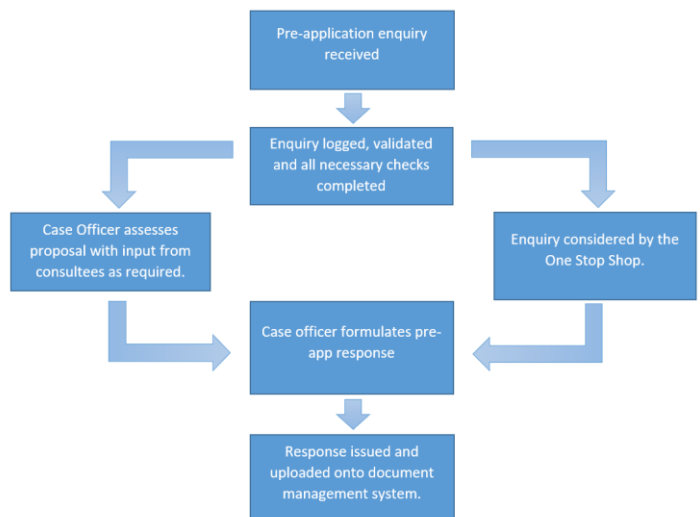 Pre-application enquiry
received
Enquiry logged, validated
and all necessary checks
completed
Case Officer assesses
proposal with input from
consultees as required.
Enquiry considered by the
One Stop Shop.
Case officer formulates pre-
app response
Response issued and
uploaded onto document
management system.